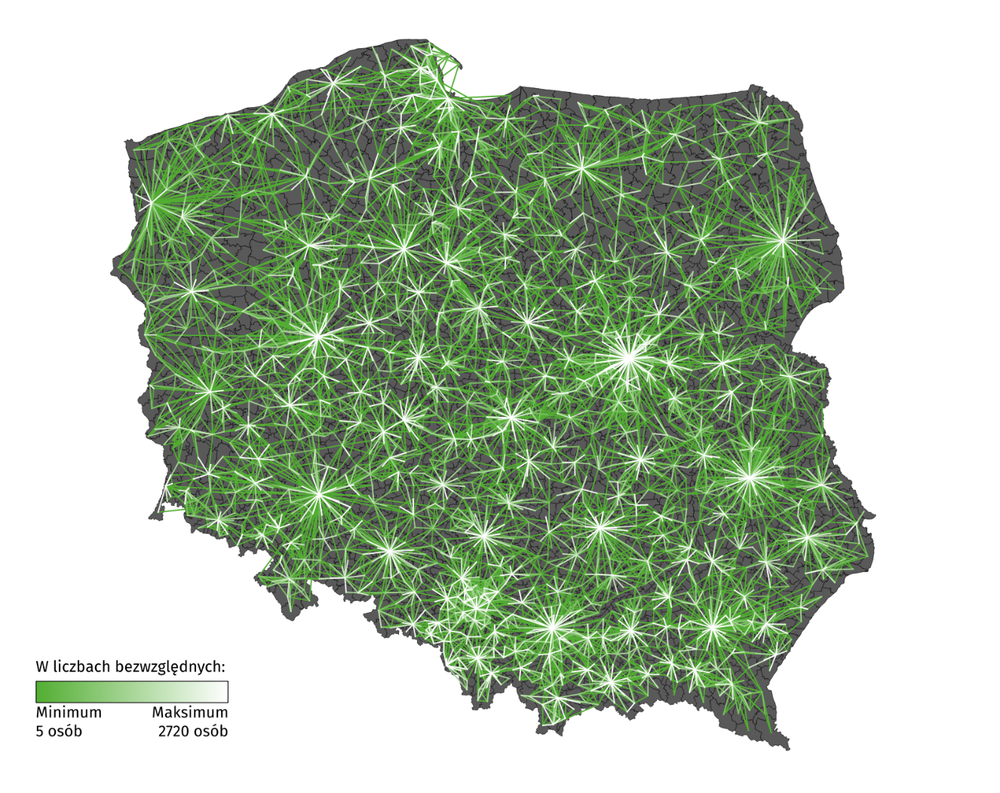 W liczbach bezwzględnych:
Minimum Maksimum
5 osób 2720 osób